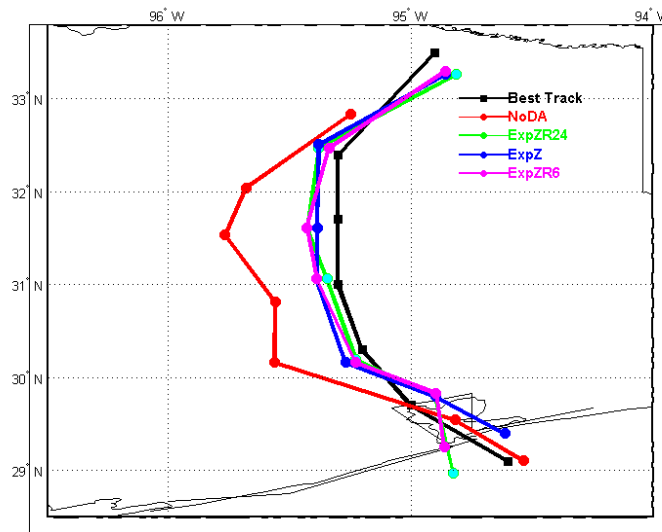 96° W
95° W
94° W
33° N
32° N
31° N
30° N
29° N
Best Track
NoDA
ExpZR24
ExpZ
ExpZR6